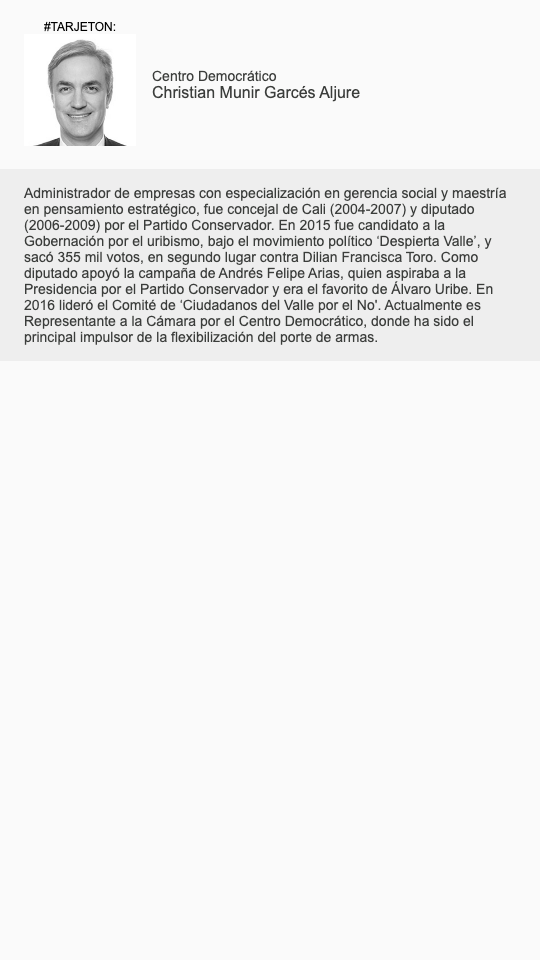 #TARJETON:
Centro Democrático
Christian Munir Garcés Aljure
Administrador de empresas con especialización en gerencia social y maestría
en pensamiento estratégico, fue concejal de Cali (2004-2007) y diputado
(2006-2009) por el Partido Conservador. En 2015 fue candidato a la
Gobernación por el uribismo, bajo el movimiento político ‘Despierta Valle’, y
sacó 355 mil votos, en segundo lugar contra Dilian Francisca Toro. Como
diputado apoyó la campaña de Andrés Felipe Arias, quien aspiraba a la
Presidencia por el Partido Conservador y era el favorito de Álvaro Uribe. En
2016 lideró el Comité de ‘Ciudadanos del Valle por el No'. Actualmente es
Representante a la Cámara por el Centro Democrático, donde ha sido el
principal impulsor de la flexibilización del porte de armas.